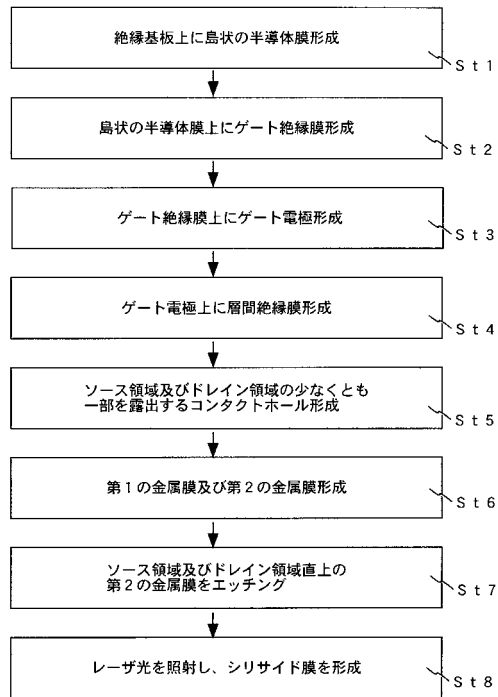 絶縁基板上に島状の半導体膜形成
St1
島状の半導体膜上にゲート絶縁膜形成
St2
ゲート絶縁膜上にゲート電極形成
St3
ゲート電極上に層間絶縁膜形成
St4
ソース領域及びドレイン領域の少なくとも
一部を露出するコンタクトホール形成
St5
第1の金属膜及び第2の金属膜形成
St6
ソース領域及びドレイン領域直上の
第2の金属膜をエッチング
St7
レーザ光を照射し、シリサイド膜を形成
St8